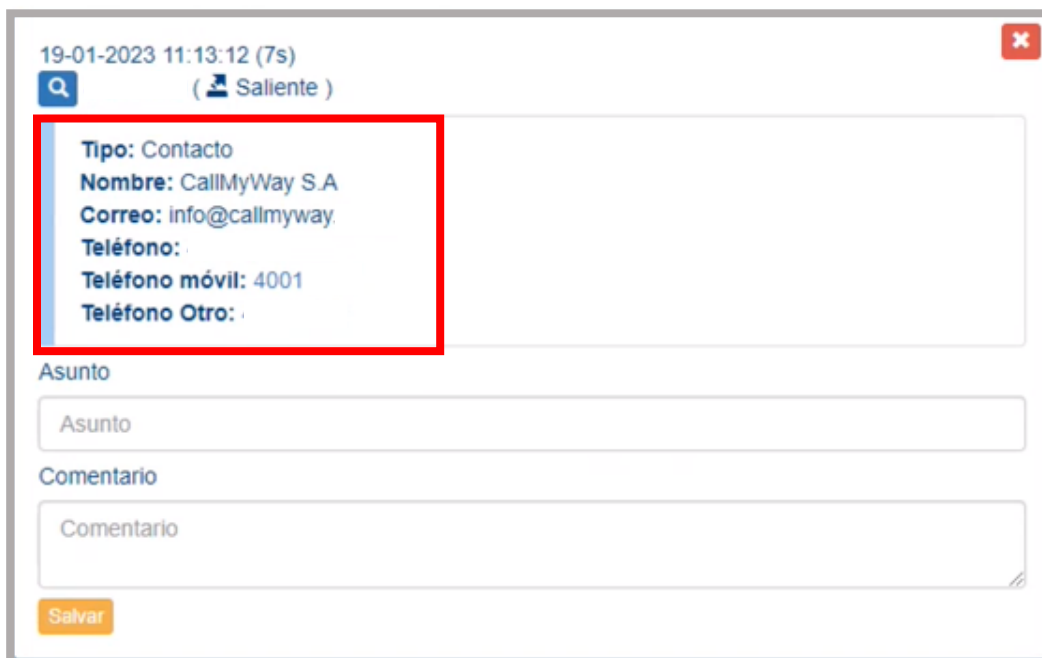 19-01-2023 11:13:12 (7s)
( Saliente )
Tipo: Contacto
Nombre: CallMyWay S.A
Correo: info@callmyway
Teléfono:
Teléfono móvil: 4001
Teléfono Otro:
Asunto
Asunto
Comentario
Comentario
Salvar